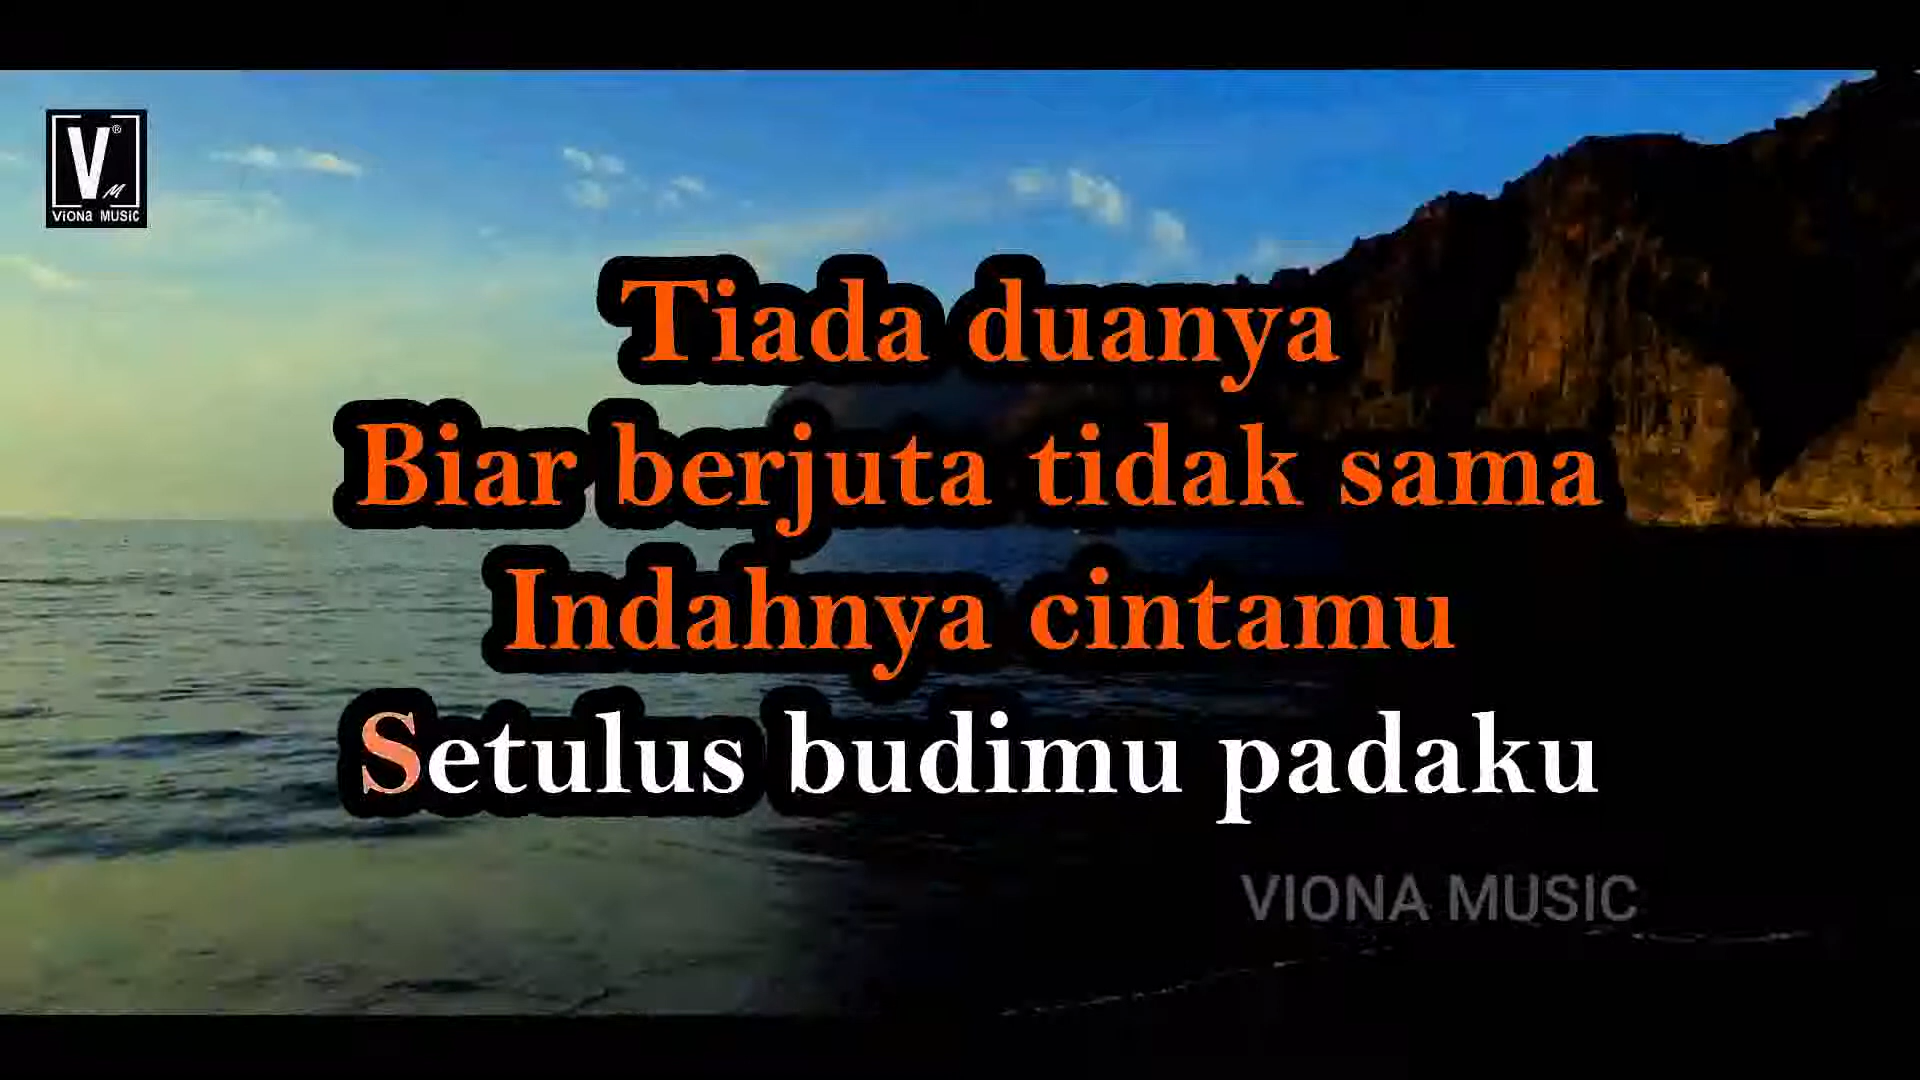 V®
M
ViONa MUSiC
Tiada duanya
Biar berjuta tidak sama
Indahnya cintamu
Setulus budimu padaku
VIONA MUSIC